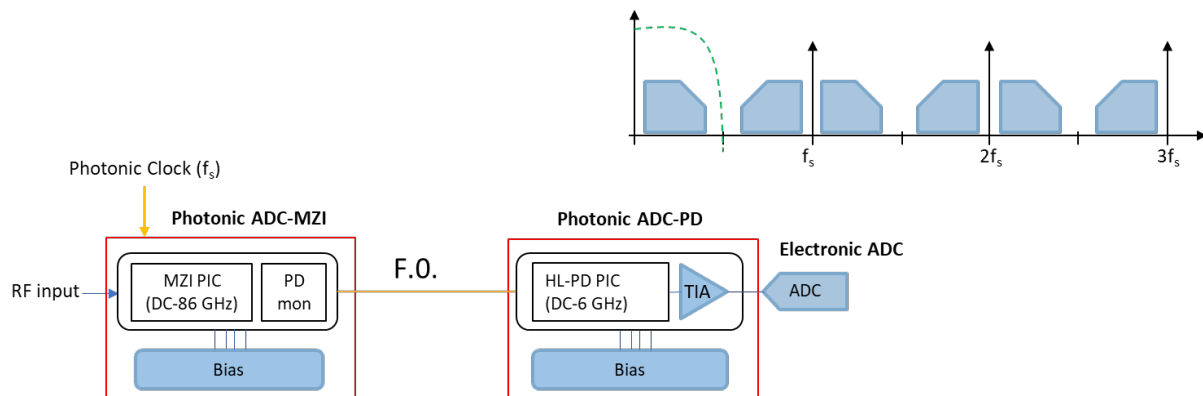 fₛ
2fₛ
3fₛ
Photonic Clock (fₛ)
Photonic ADC-MZI
Photonic ADC-PD
Electronic ADC
RF input
MZI PIC
(DC-86 GHz)
PD
mon
F.O.
HL-PD PIC
(DC-6 GHz)
TIA
ADC
Bias
Bias